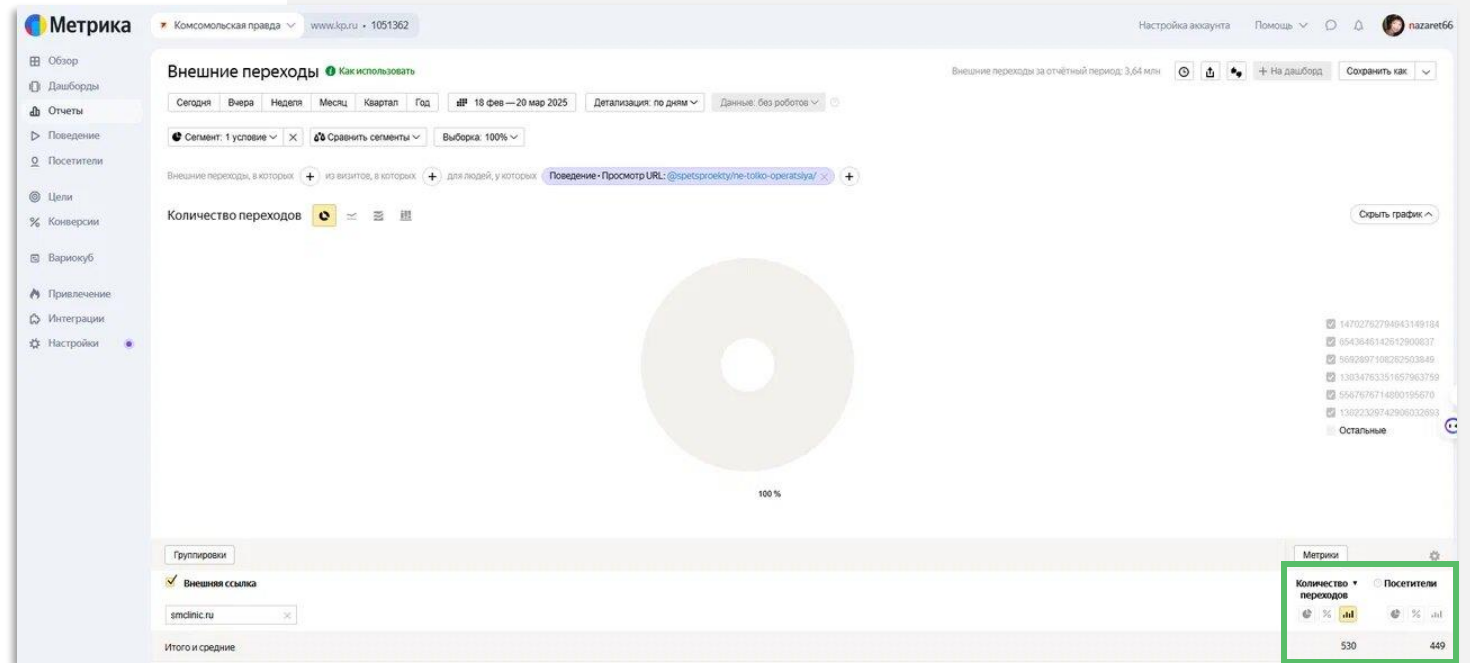 Метрика
Комсомольская правда
www.kp.ru • 1051362
Настройка аккаунта
Помощь
nazaret66
Обзор
Дашборды
Отчеты
Поведение
Посетители
Цели
Конверсии
Вариокуб
Привлечение
Интеграции
Настройки
Внешние переходы
Как использовать
Внешние переходы за отчётный период: 3,64 млн
+ На дашборд
Сохранить как
Сегодня Вчера Неделя Месяц Квартал Год
18 фев — 20 мар 2025
Детализация: по дням
Данные: без роботов
Сегмент: 1 условие
Сравнить сегменты
Выборка: 100%
Внешние переходы, в которых + из визитов, в которых + для людей, у которых Поведение - Просмотр URL: @spetsproekty/ne-tolko-operatsiya/ × +
Количество переходов
Скрыть график
14702762794943149184
Остальные
100 %
Группировки
Метрики
Внешняя ссылка
smclinic.ru
Количество переходов
Посетители
Итого и средние
530
449